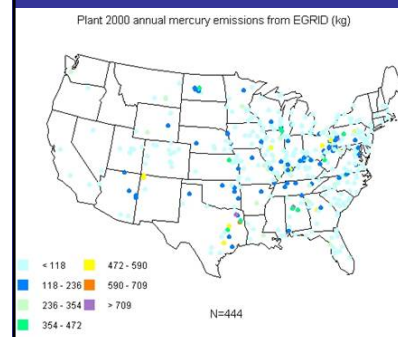 Plant 2000 annual mercury emissions from EGRID (kg)
< 118
118 - 236
236 - 354
354 - 472
472 - 590
590 - 709
> 709
N=444